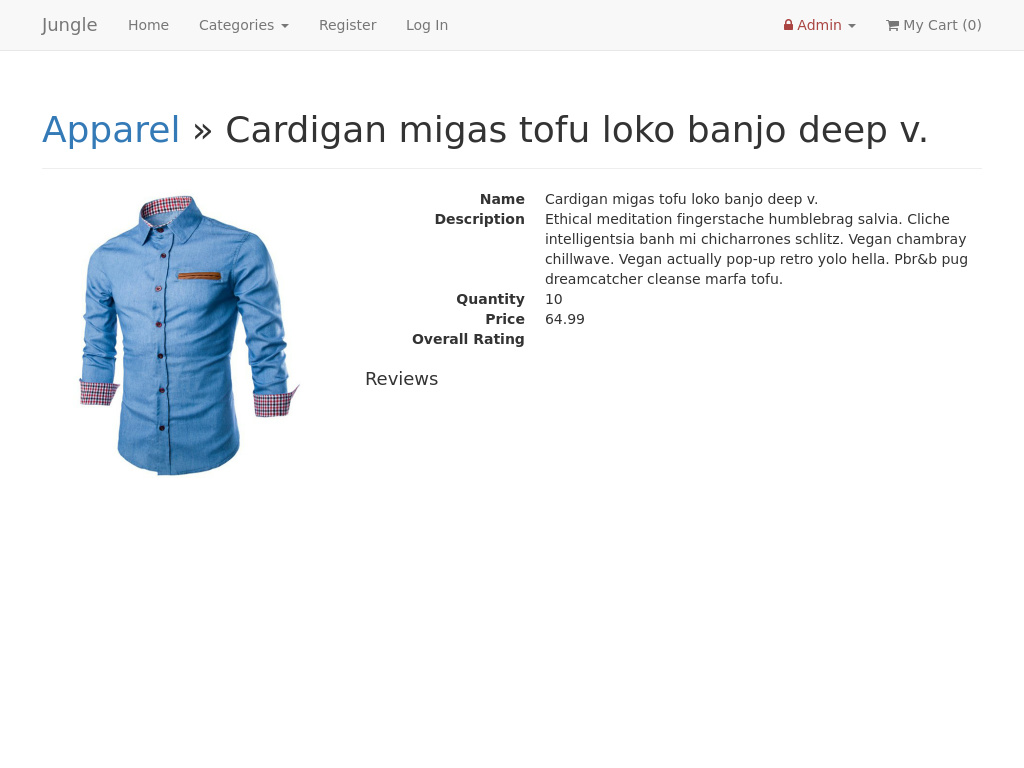 Jungle Home Categories Register Log In Admin My Cart (0)
Apparel » Cardigan migas tofu loko banjo deep v.
Name Cardigan migas tofu loko banjo deep v.
Description Ethical meditation fingerstache humblebrag salvia. Cliche
intelligentsia banh mi chicharrones schlitz. Vegan chambray
chillwave. Vegan actually pop-up retro yolo hella. Pbr&b pug
dreamcatcher cleanse marfa tofu.
Quantity 10
Price 64.99
Overall Rating
Reviews